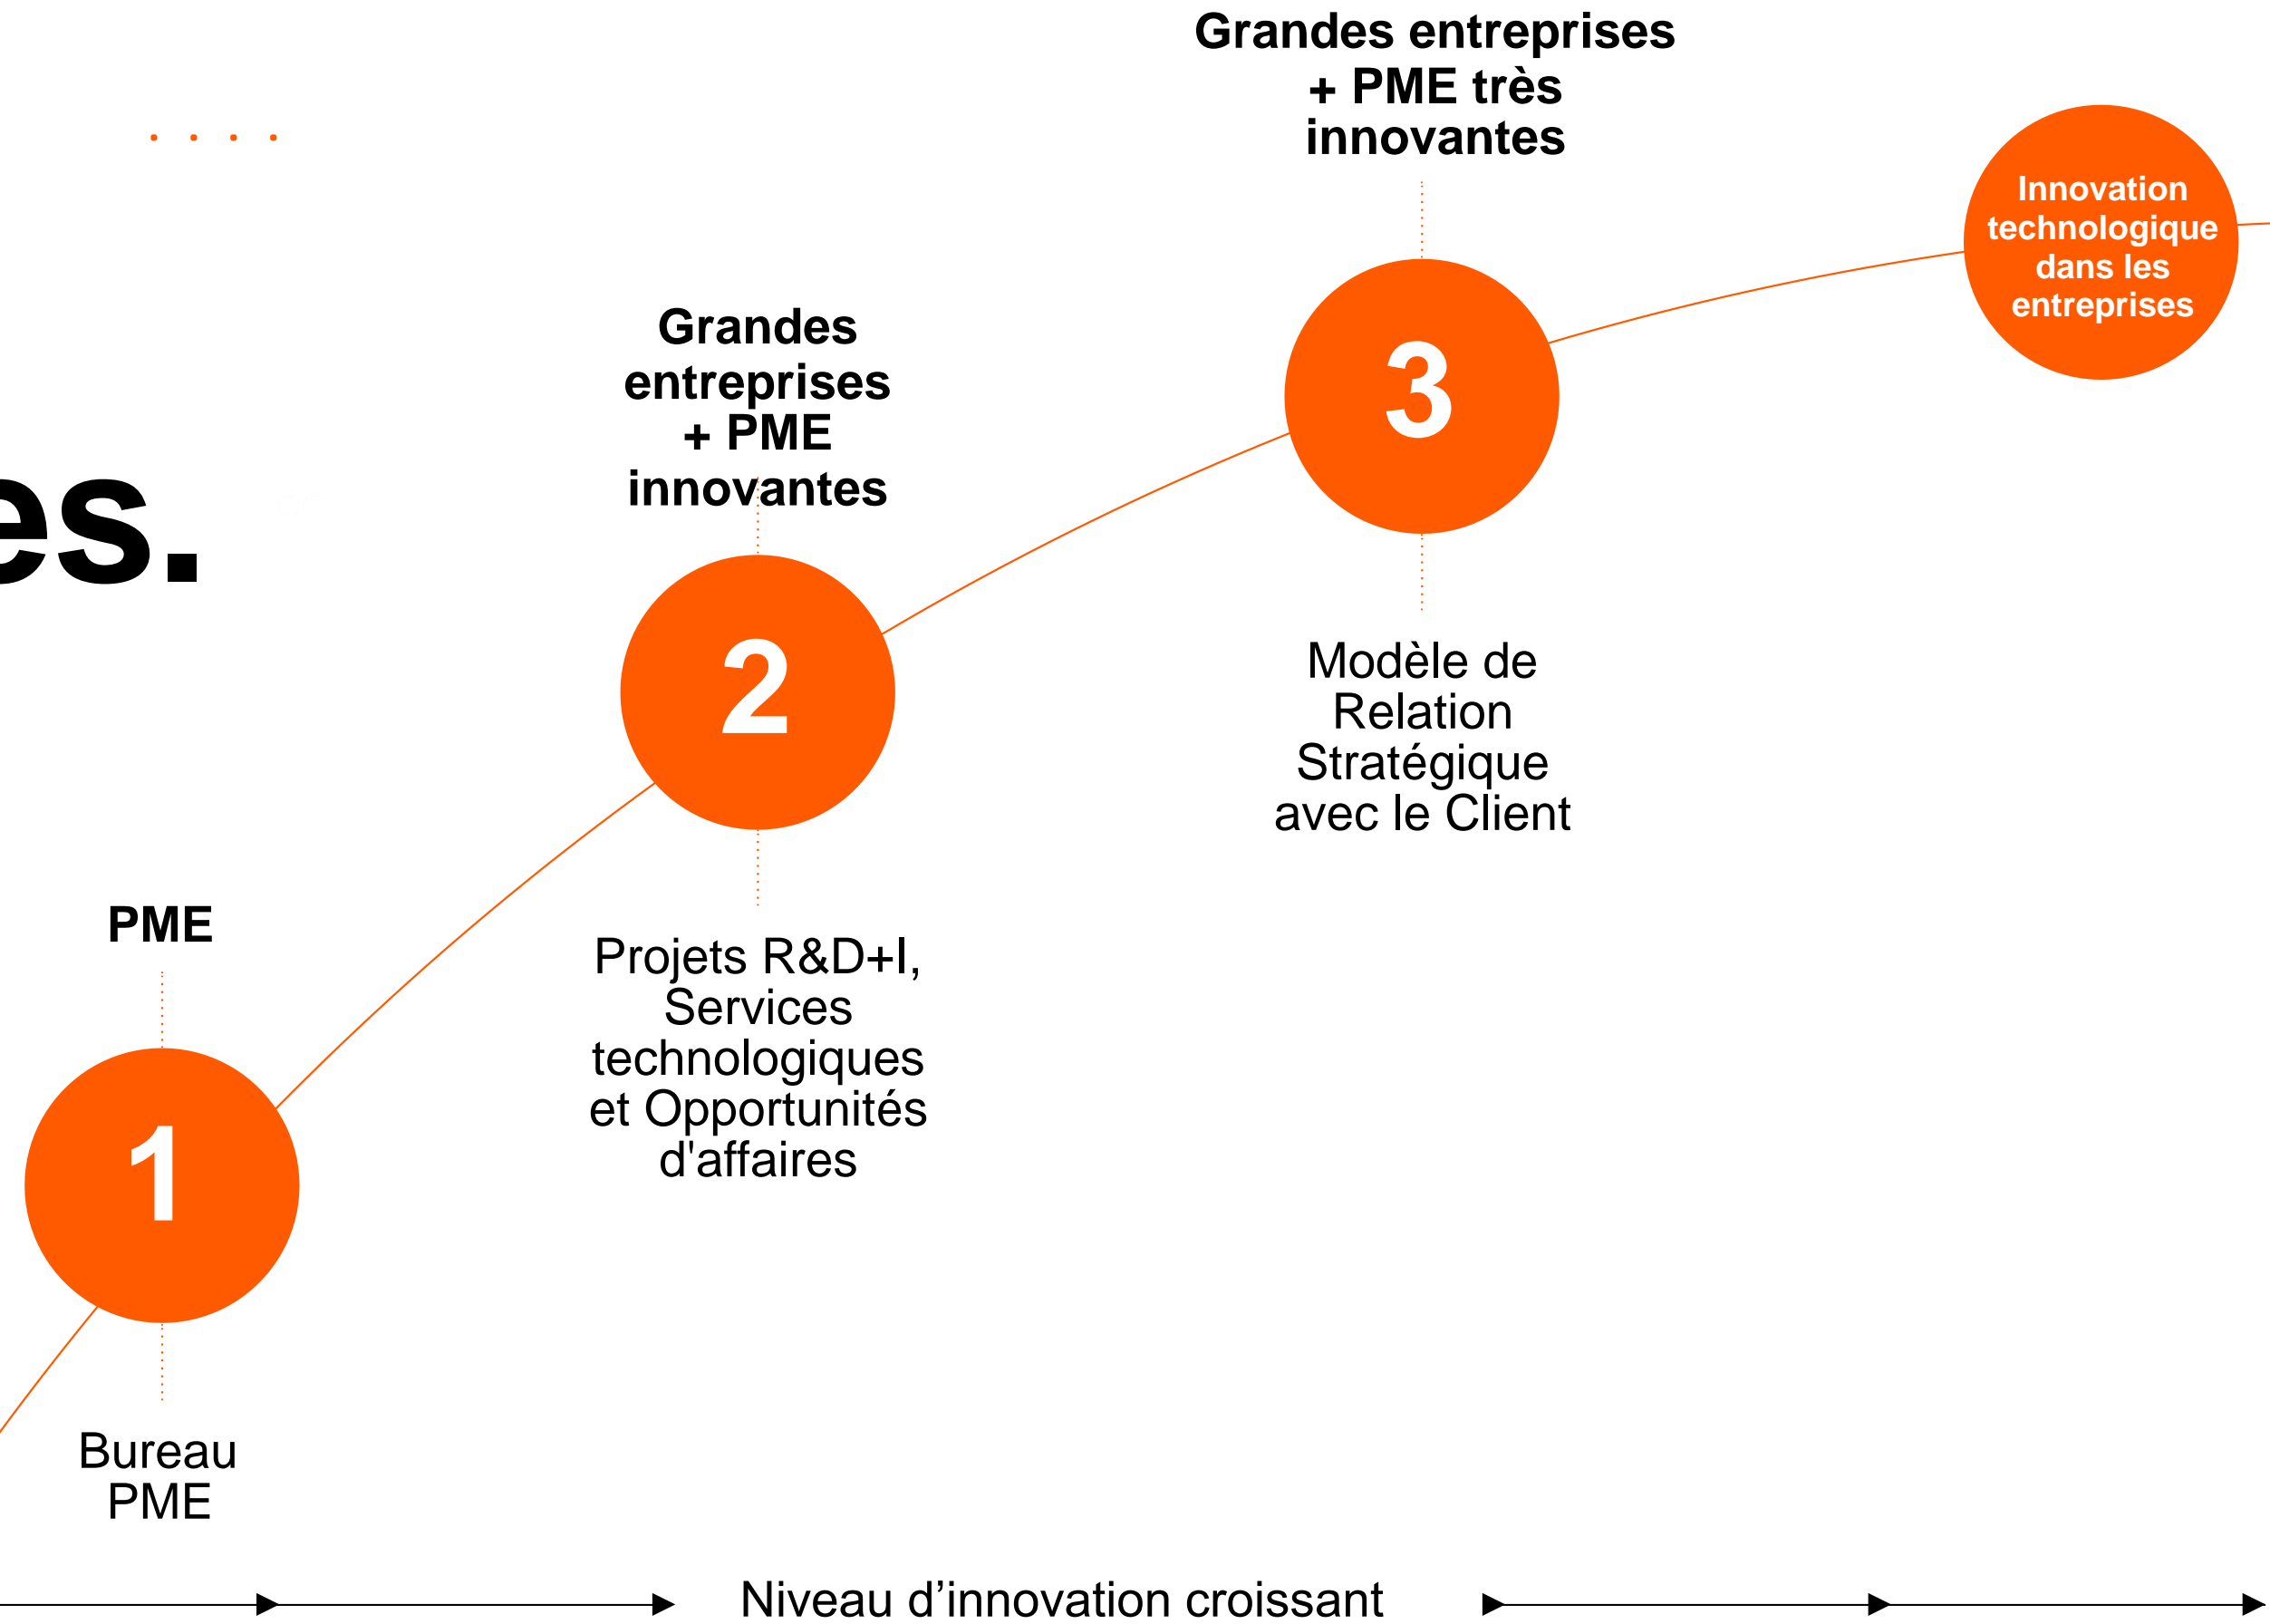 Grandes entreprises
+ PME très
innovantes
Innovation
technologique
dans les
entreprises
3
Grandes
entreprises
+ PME
innovantes
es.
2
Modèle de
Relation
Stratégique
avec le Client
PME
1
Projets R&D+I,
Services
technologiques
et Opportunités
d'affaires
Bureau
PME
Niveau d’innovation croissant